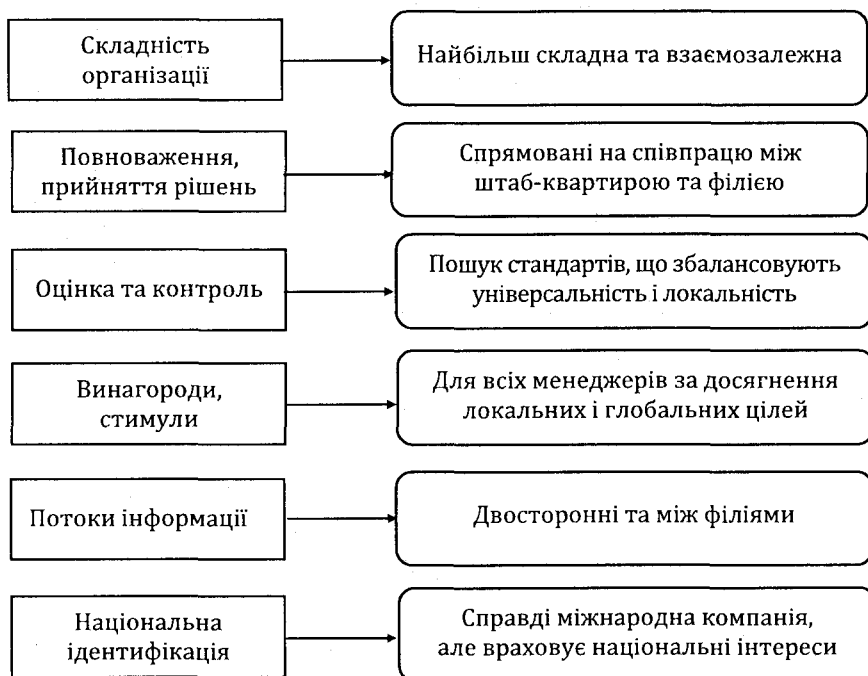 Складність
організації
Найбільш складна та взаємозалежна
Повноваження,
прийняття рішень
Спрямовані на співпрацю між
штаб-квартирою та філією
Оцінка та контроль
Пошук стандартів, що збалансовують
універсальність і локальність
Винагороди,
стимули
Для всіх менеджерів за досягнення
локальних і глобальних цілей
Потоки інформації
Двосторонні та між філіями
Національна
ідентифікація
Справді міжнародна компанія,
але враховує національні інтереси